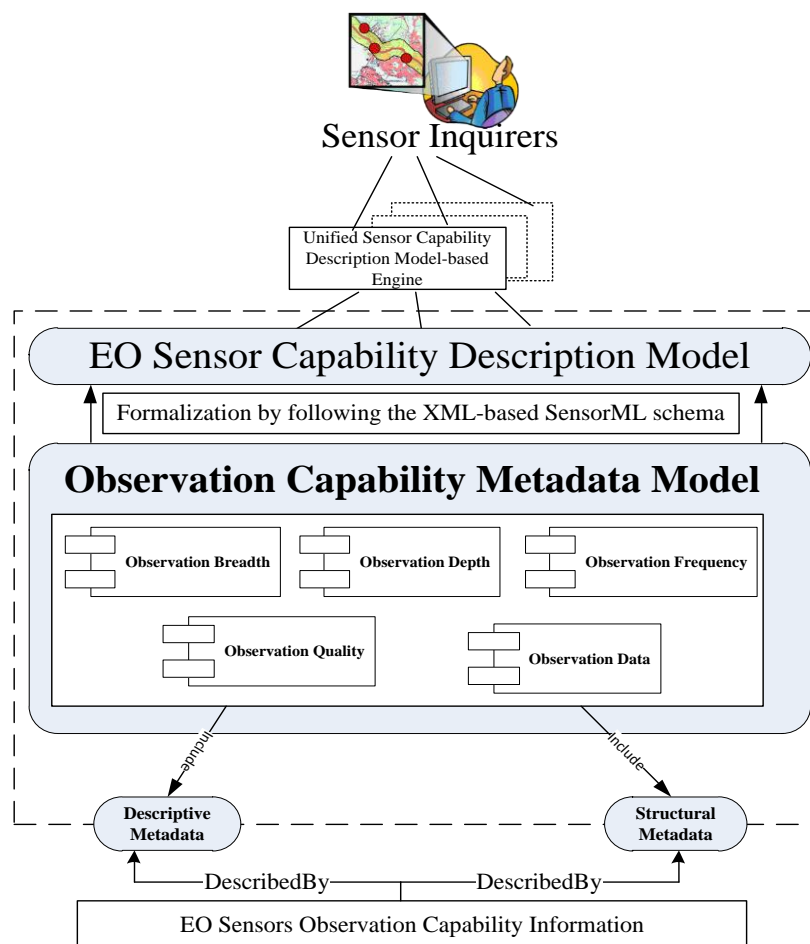 Sensor Inquirers
Unified Sensor Capability
Description Model-based
Engine
EO Sensor Capability Description Model
Formalization by following the XML-based SensorML schema
Observation Capability Metadata Model
Observation Breadth
Observation Depth
Observation Frequency
Observation Quality
Observation Data
Include
Include
Descriptive
Metadata
Structural
Metadata
DescribedBy
DescribedBy
EO Sensors Observation Capability Information